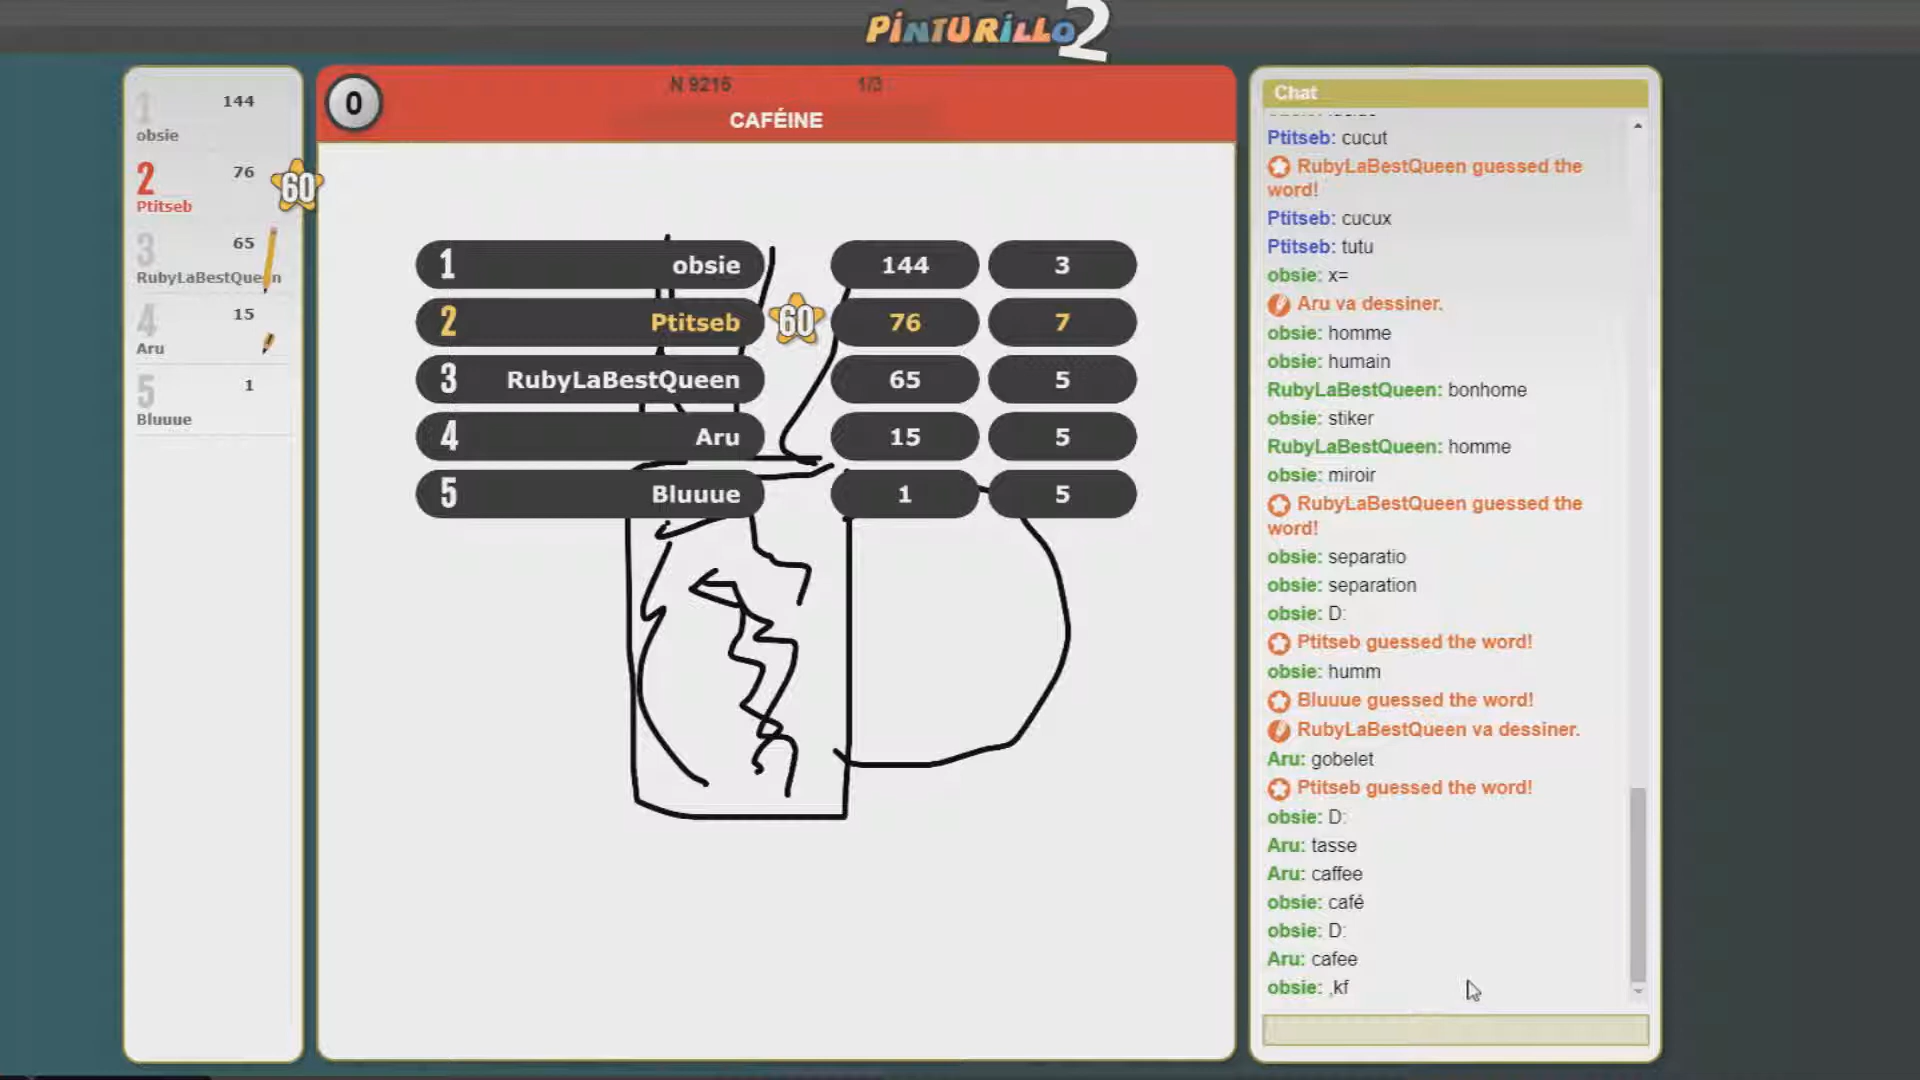 PINTURILLO 2
1 144
obsie
2 76
Ptitseb
60
3 65
RubyLaBestQueen
4 15
Aru
5 1
Bluuue
0
N 9215 1/3
CAFÉINE
1 obsie 144 3
2 Ptitseb 60 76 7
3 RubyLaBestQueen 65 5
4 Aru 15 5
5 Bluuue 1 5
Chat
Ptitseb: cucut
RubyLaBestQueen guessed the
word!
Ptitseb: cucux
Ptitseb: tutu
obsie: x=
Aru va dessiner.
obsie: homme
obsie: humain
RubyLaBestQueen: bonhome
obsie: stiker
RubyLaBestQueen: homme
obsie: miroir
RubyLaBestQueen guessed the
word!
obsie: separatio
obsie: separation
obsie: D:
Ptitseb guessed the word!
obsie: humm
Bluuue guessed the word!
RubyLaBestQueen va dessiner.
Aru: gobelet
Ptitseb guessed the word!
obsie: D:
Aru: tasse
Aru: caffee
obsie: café
obsie: D:
Aru: cafee
obsie: ,kf